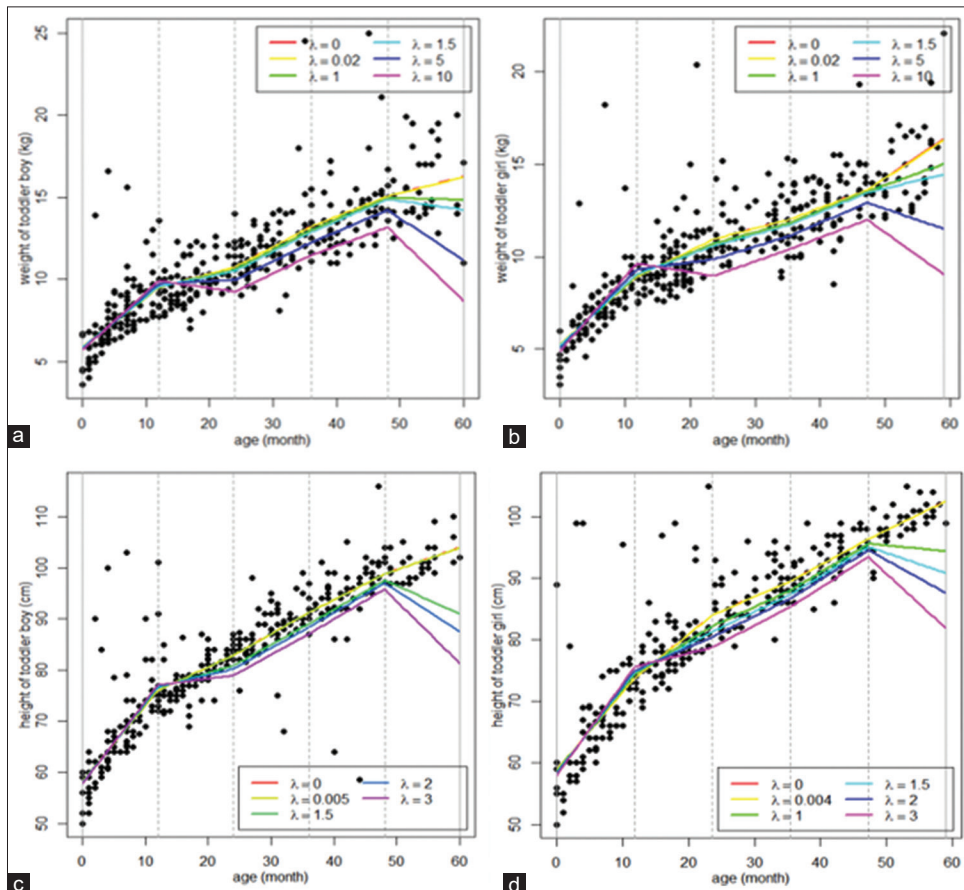 weight of toddler boy (kg)
25
20
15
10
5
λ = 0
λ = 0.02
λ = 1
λ = 1.5
λ = 5
λ = 10
0 10 20 30 40 50 60
age (month)
a
weight of toddler girl (kg)
20
15
10
5
λ = 0
λ = 0.02
λ = 1
λ = 1.5
λ = 5
λ = 10
0 10 20 30 40 50 60
age (month)
b
height of toddler boy (cm)
110
100
90
80
70
60
50
λ = 0
λ = 0.005
λ = 1.5
λ = 2
λ = 3
0 10 20 30 40 50 60
age (month)
c
height of toddler girl (cm)
100
90
80
70
60
50
λ = 0
λ = 0.004
λ = 1
λ = 1.5
λ = 2
λ = 3
0 10 20 30 40 50 60
age (month)
d